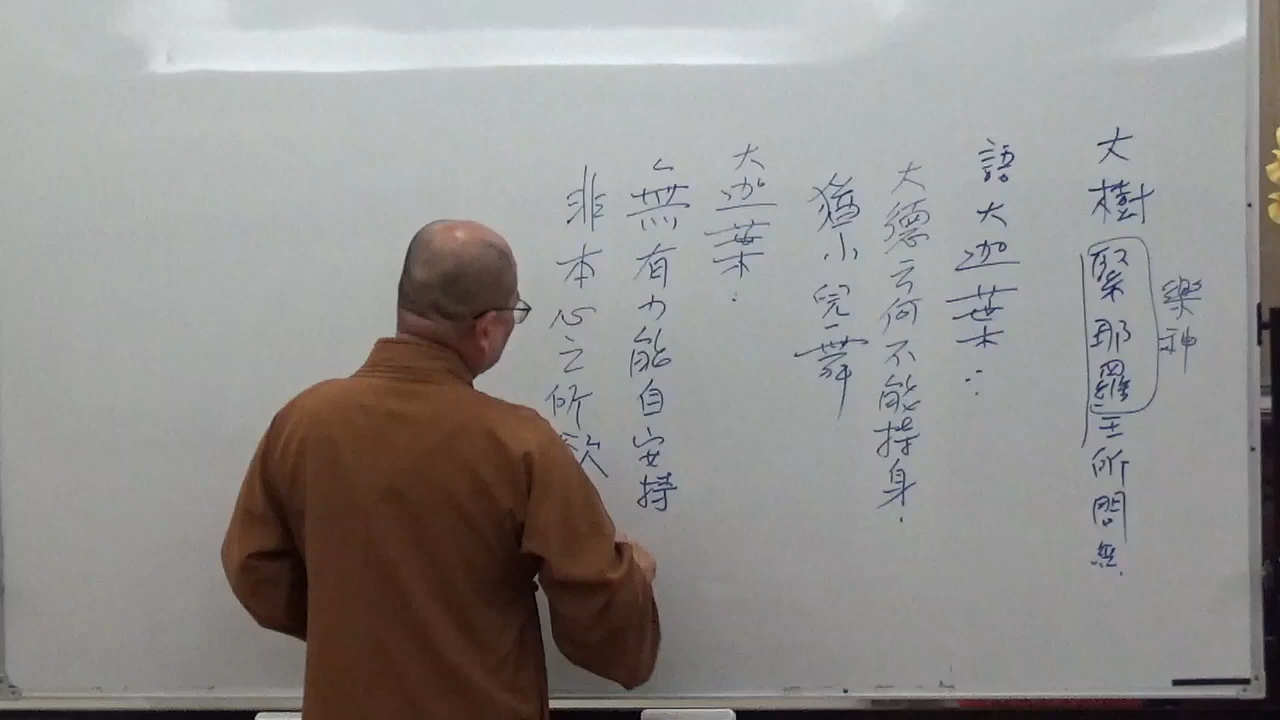 大樹緊那羅王所問無
樂神
語大迦葉：
大德云何不能持身．
猶小兒舞
大迦葉：
無有力能自安持
非本心之所欲